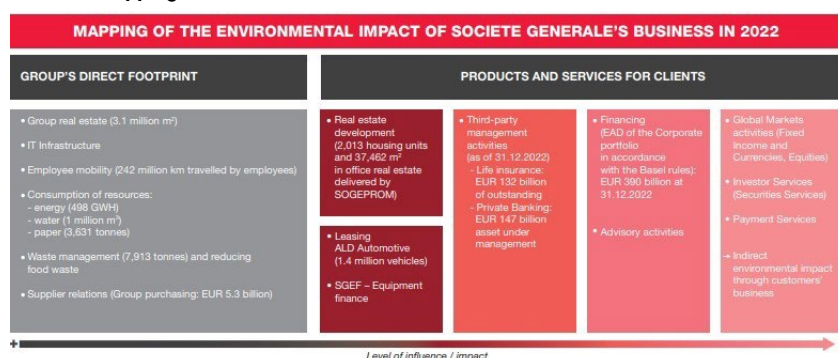 MAPPING OF THE ENVIRONMENTAL IMPACT OF SOCIETE GENERALE'S BUSINESS IN 2022
GROUP'S DIRECT FOOTPRINT
• Group real estate (3.1 million m²)
• IT Infrastructure
• Employee mobility (242 million km travelled by employees)
• Consumption of resources:
- energy (498 GWH)
- water (1 million m³)
- paper (3,631 tonnes)
• Waste management (7,913 tonnes) and reducing
food waste
• Supplier relations (Group purchasing: EUR 5.3 billion)
PRODUCTS AND SERVICES FOR CLIENTS
• Real estate
development
(2,013 housing units
and 37,462 m²
in office real estate
delivered by
SOGEPROM)
• Leasing
ALD Automotive
(1.4 million vehicles)
• SGEF – Equipment
finance
• Third-party
management
activities
(as of 31.12.2022)
- Life insurance:
EUR 132 billion
of outstanding
- Private Banking:
EUR 147 billion
asset under
management
• Financing
(EAD of the Corporate
portfolio
in accordance
with the Basel rules):
EUR 390 billion at
31.12.2022
• Advisory activities
• Global Markets
activities (Fixed
Income and
Currencies, Equities)
• Investor Services
(Securities Services)
• Payment Services
→ Indirect
environmental impact
through customers'
business
+
Level of influence / impact